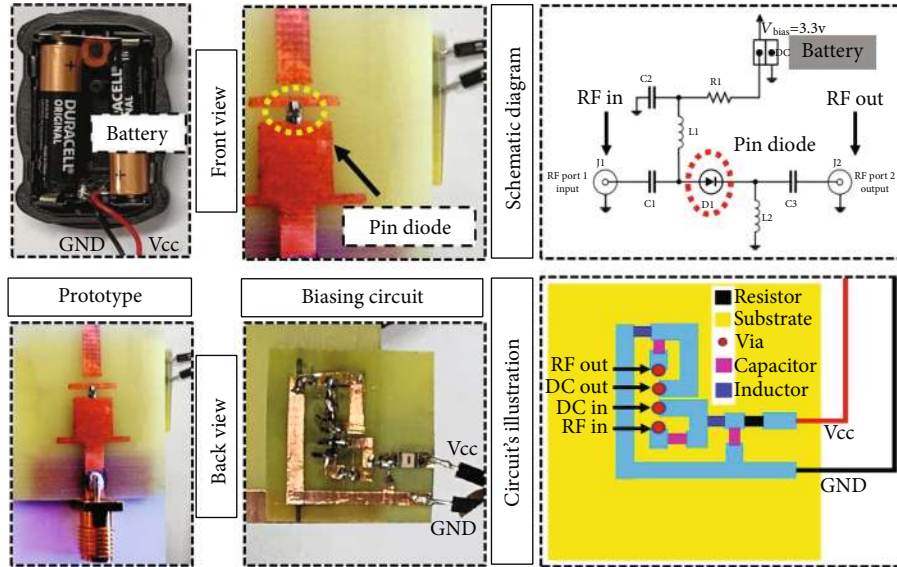 DURACELL
ORIGINAL
DURACELL
Battery
GND
Vcc
Front view
Pin diode
Schematic diagram
Vbias=3.3v
DC
Battery
C2
R1
RF in
RF out
L1
Pin diode
J1
J2
RF port 1
input
RF port 2
output
C1
D1
C3
L2
Prototype
Back view
Biasing circuit
Vcc
GND
Circuit's illustration
Resistor
Substrate
Via
Capacitor
Inductor
RF out
DC out
DC in
RF in
Vcc
GND